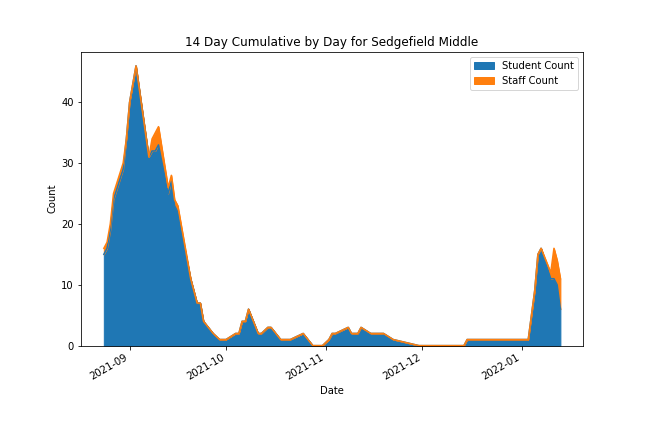 14 Day Cumulative by Day for Sedgefield Middle
Student Count
Staff Count
Count
40
30
20
10
0
2021-09
2021-10
2021-11
2021-12
2022-01
Date